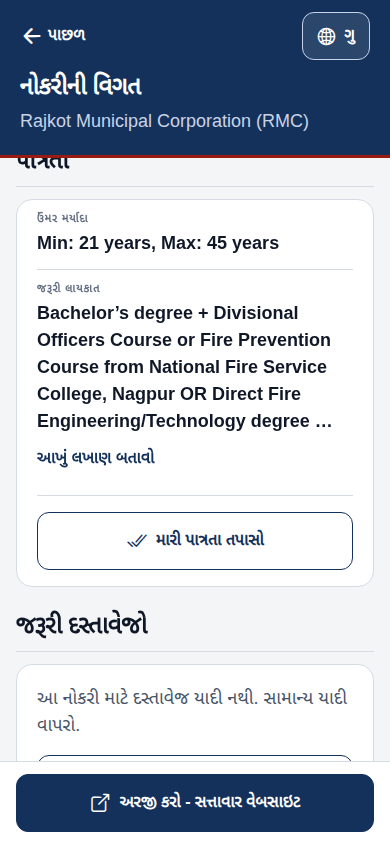 પાછળ
ગુ
નોકરીની વિગત
Rajkot Municipal Corporation (RMC)
પાત્રતા
ઉંમર મર્યાદા
Min: 21 years, Max: 45 years
જરૂરી લાયકાત
Bachelor’s degree + Divisional
Officers Course or Fire Prevention
Course from National Fire Service
College, Nagpur OR Direct Fire
Engineering/Technology degree …
આખું લખાણ બતાવો
મારી પાત્રતા તપાસો
જરૂરી દસ્તાવેજો
આ નોકરી માટે દસ્તાવેજ યાદી નથી. સામાન્ય યાદી
વાપરો.
અરજી કરો - સત્તાવાર વેબસાઇટ